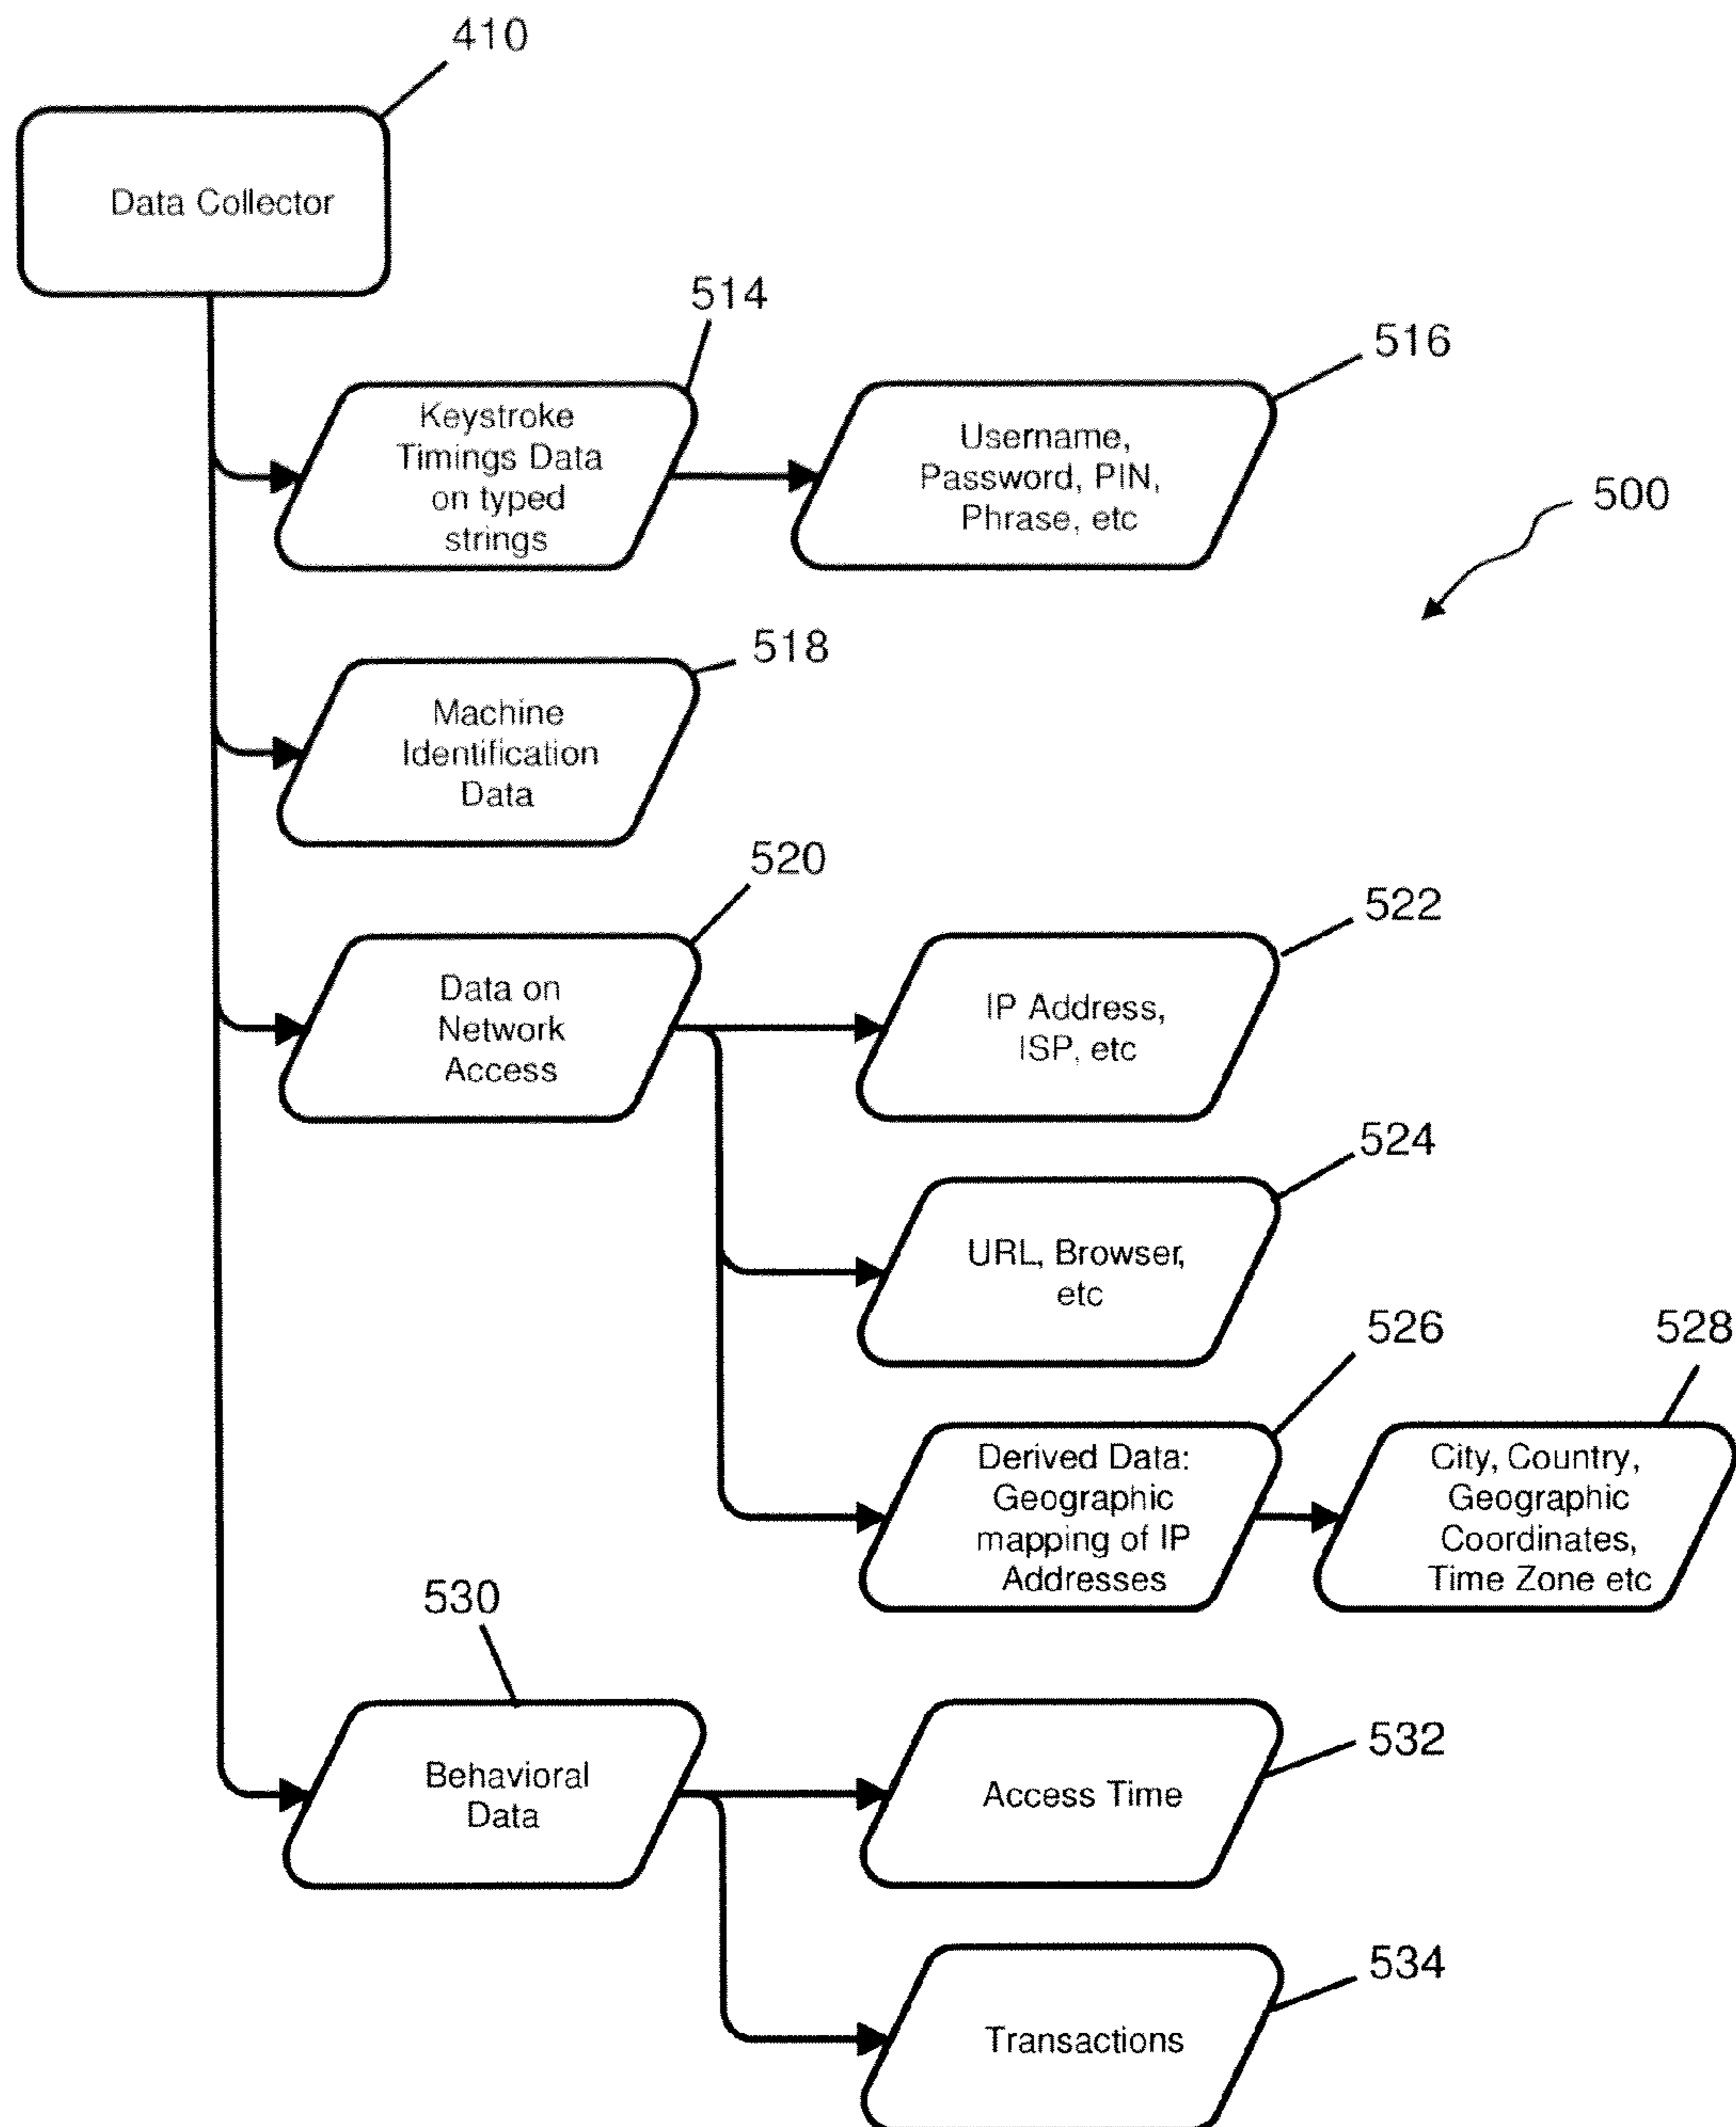 410
Data Collector
514
516
Keystroke
Timings Data
on typed
strings
Username,
Password, PIN,
Phrase, etc
500
518
Machine
Identification
Data
520
522
Data on
Network
Access
IP Address,
ISP, etc
524
URL, Browser,
etc
526
528
Derived Data:
Geographic
mapping of IP
Addresses
City, Country,
Geographic
Coordinates,
Time Zone etc
530
532
Behavioral
Data
Access Time
534
Transactions